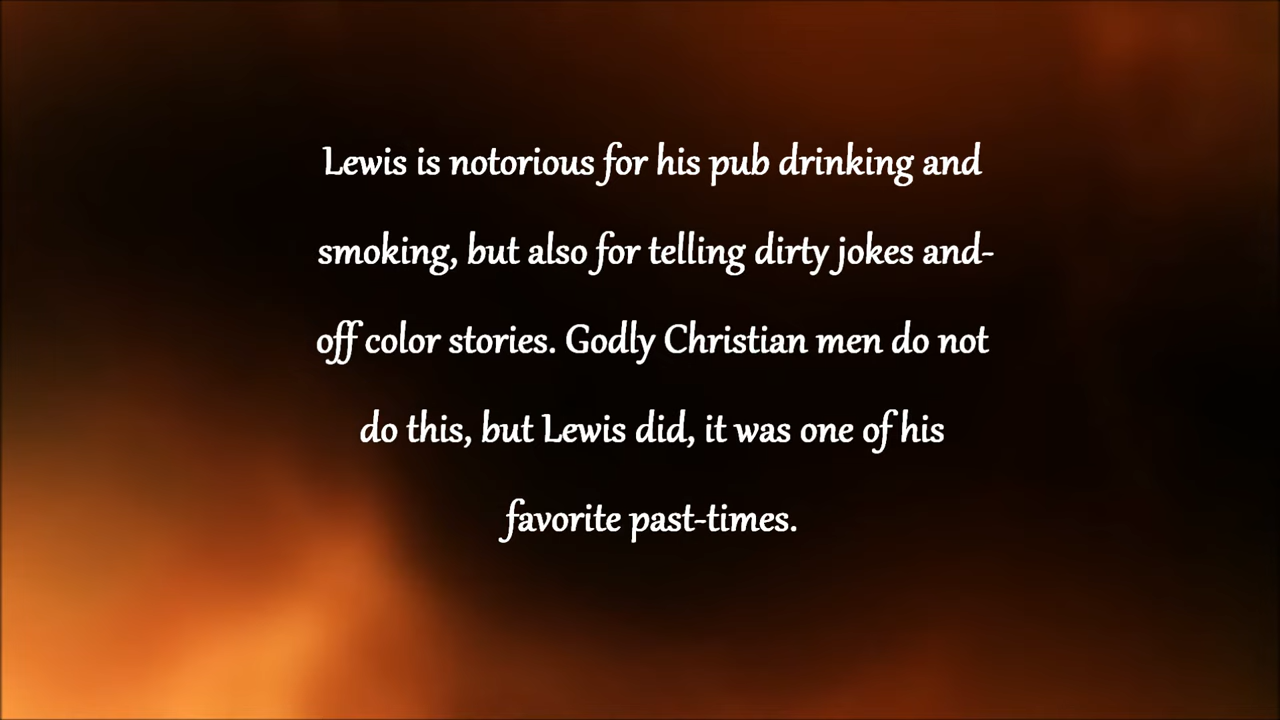 Lewis is notorious for his pub drinking and
smoking, but also for telling dirty jokes and-
off color stories. Godly Christian men do not
do this, but Lewis did, it was one of his
favorite past-times.